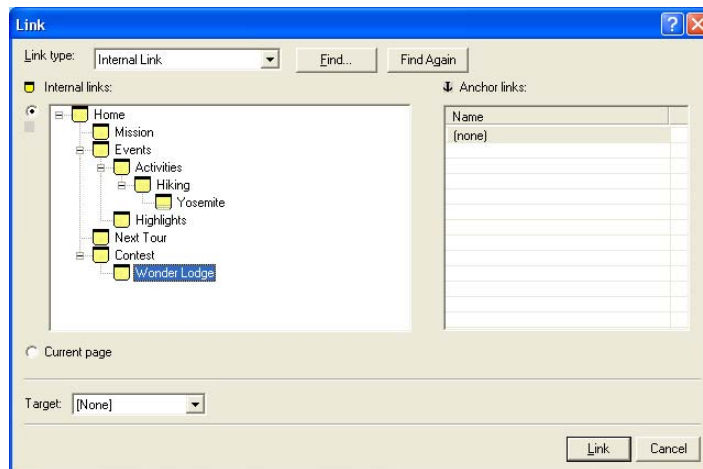 Link
Link type: Internal Link Find... Find Again
Internal links:
Home
Mission
Events
Activities
Hiking
Yosemite
Highlights
Next Tour
Contest
Wonder Lodge
Anchor links:
Name
(none)
Current page
Target: [None]
Link Cancel